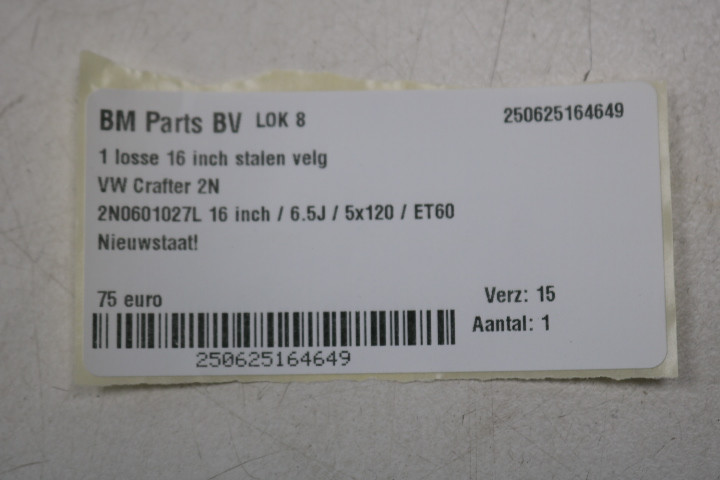 BM Parts BV LOK 8 250625164649
1 losse 16 inch stalen velg
VW Crafter 2N
2N0601027L 16 inch / 6.5J / 5x120 / ET60
Nieuwstaat!
75 euro Verz: 15
Aantal: 1
250625164649